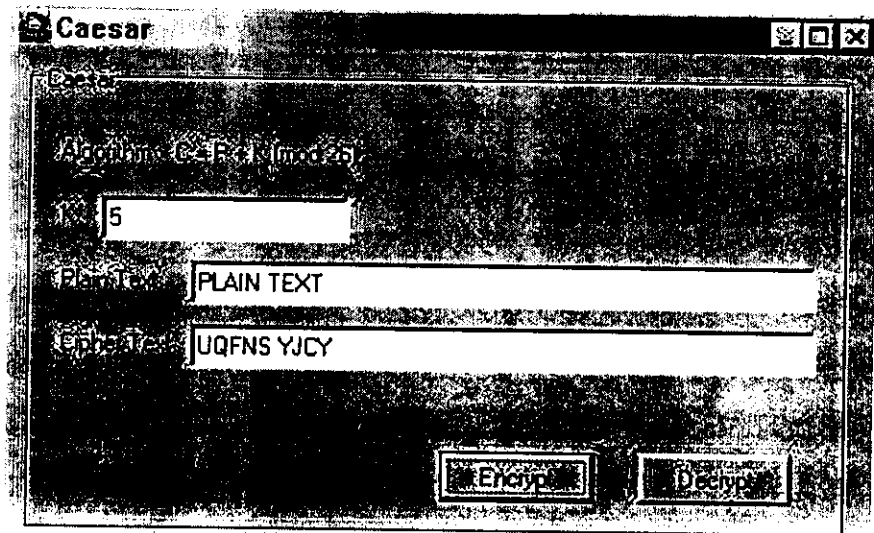 Caesar
Caesar
Algorithm: C = P + K (mod 26)
5
Plain Text PLAIN TEXT
Cipher Text UQFNS YJCY
Encrypt Decrypt